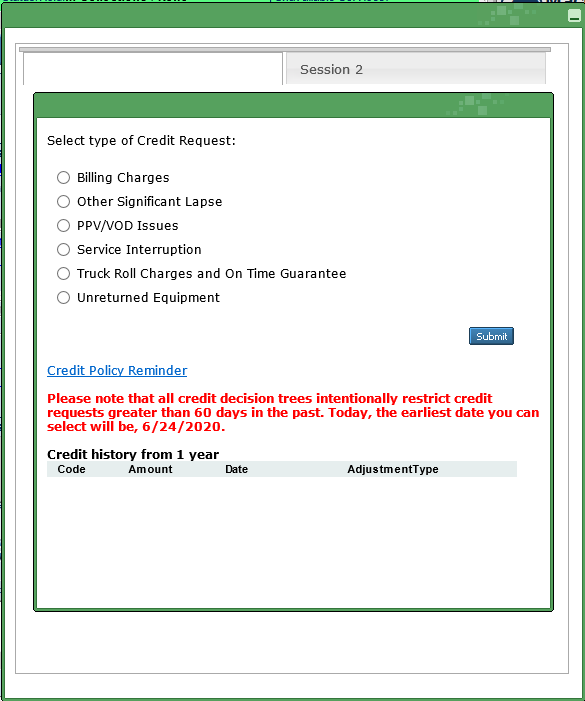 Session 2
Select type of Credit Request:
Billing Charges
Other Significant Lapse
PPV/VOD Issues
Service Interruption
Truck Roll Charges and On Time Guarantee
Unreturned Equipment
Submit
Credit Policy Reminder
Please note that all credit decision trees intentionally restrict credit
requests greater than 60 days in the past. Today, the earliest date you can
select will be, 6/24/2020.
Credit history from 1 year
Code Amount Date AdjustmentType